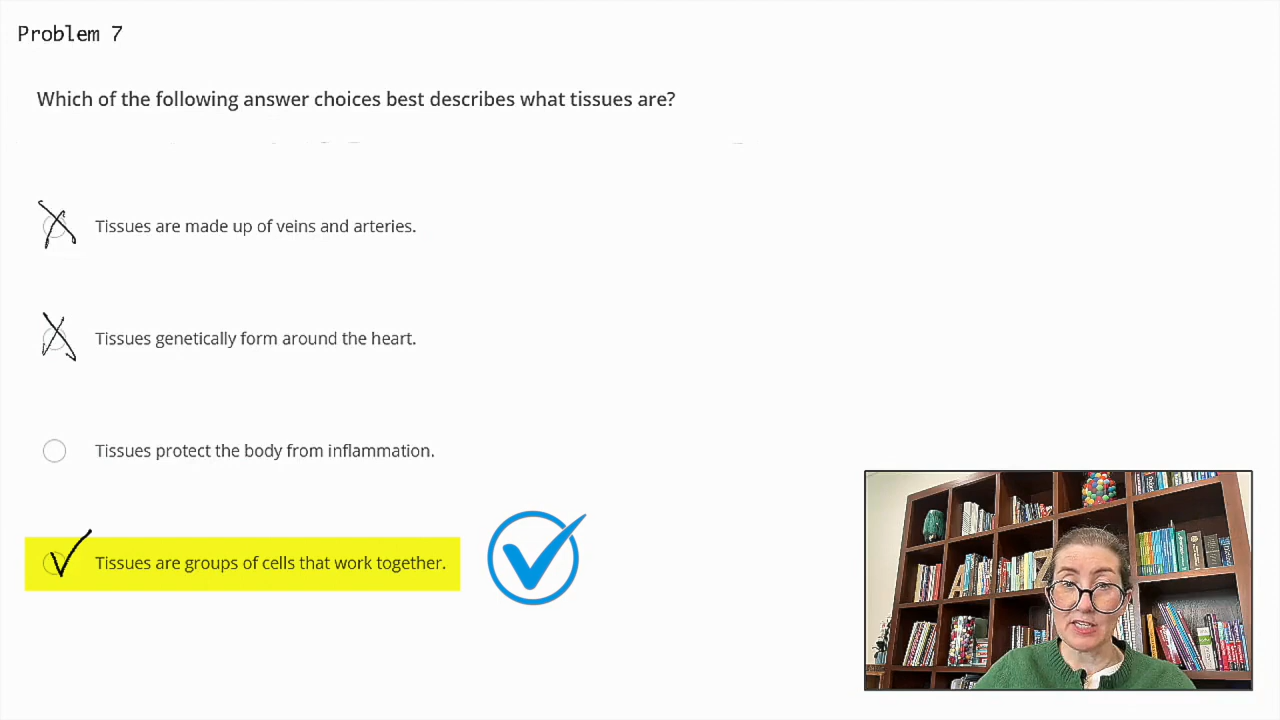 Problem 7
Which of the following answer choices best describes what tissues are?
Tissues are made up of veins and arteries.
Tissues genetically form around the heart.
Tissues protect the body from inflammation.
Tissues are groups of cells that work together.